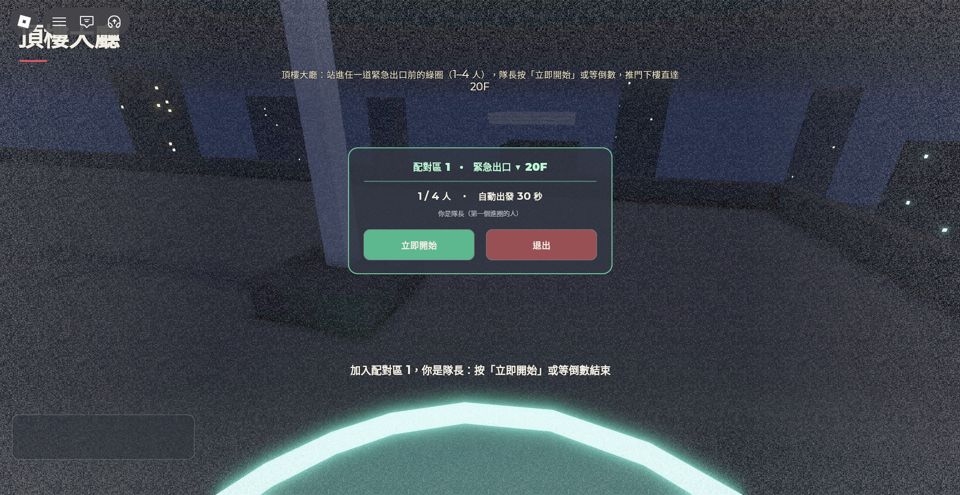 頂樓大廳
頂樓大廳：站進任一道緊急出口前的綠圈（1–4 人），隊長按「立即開始」或等倒數，推門下樓直達
20F
配對區 1 • 緊急出口 ▼ 20F
1 / 4 人 • 自動出發 30 秒
你是隊長（第一個進圈的人）
立即開始
退出
加入配對區 1，你是隊長：按「立即開始」或等倒數結束